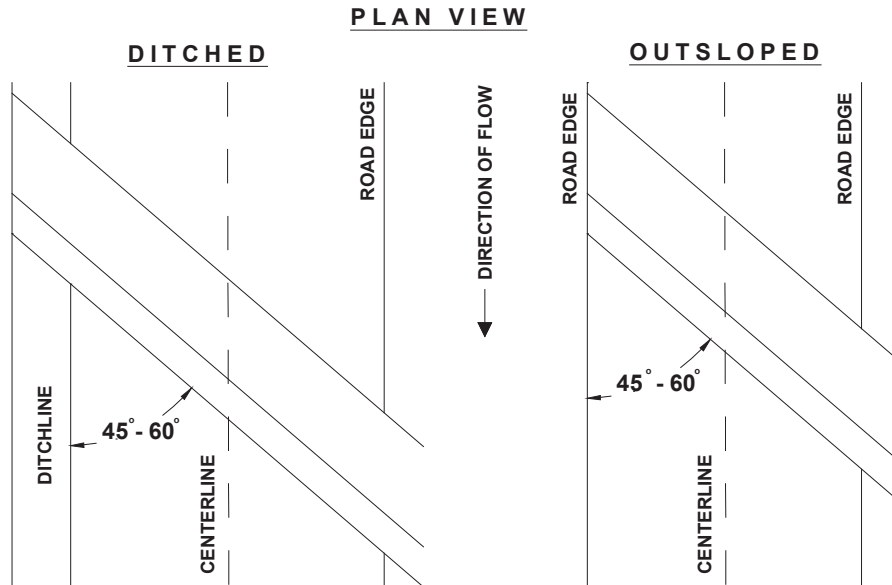 PLAN VIEW
DITCHED
OUTSLOPED
ROAD EDGE
DIRECTION OF FLOW
ROAD EDGE
ROAD EDGE
45° - 60°
45° - 60°
DITCHLINE
CENTERLINE
CENTERLINE